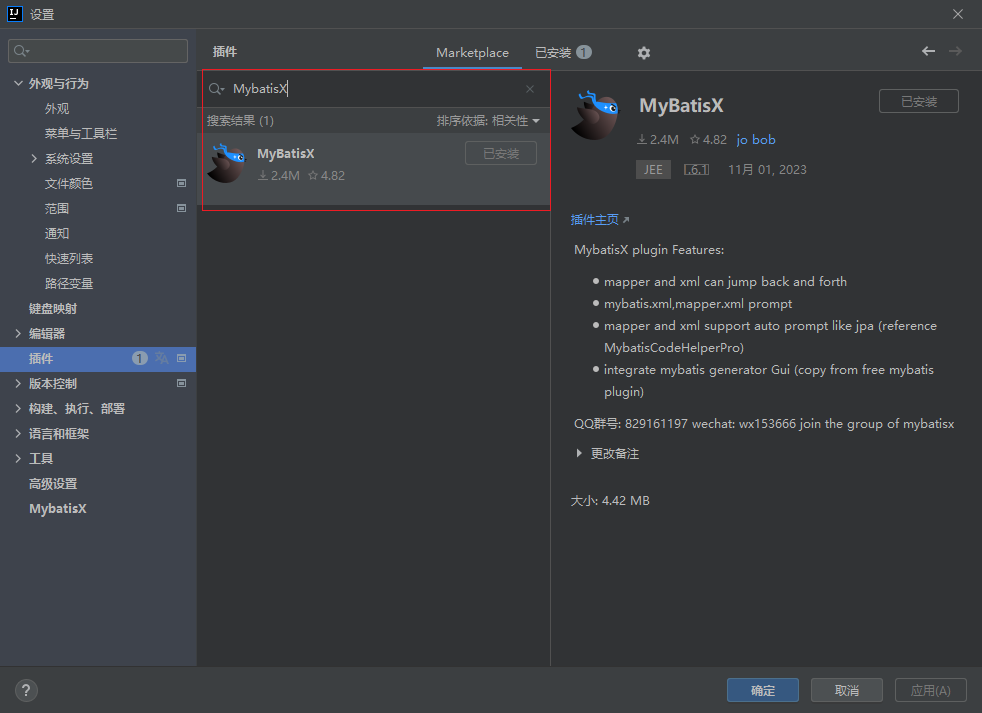 IJ 设置
外观与行为
外观
菜单与工具栏
系统设置
文件颜色
范围
通知
快速列表
路径变量
键盘映射
编辑器
插件 1
版本控制
构建、执行、部署
语言和框架
工具
高级设置
MybatisX
插件 Marketplace 已安装 1
MybatisX
搜索结果 (1) 排序依据: 相关性
MyBatisX 已安装
2.4M 4.82
MyBatisX 已安装
2.4M 4.82 jo bob
JEE 11月 01, 2023
插件主页
MybatisX plugin Features:
mapper and xml can jump back and forth
mybatis.xml,mapper.xml prompt
mapper and xml support auto prompt like jpa (reference
MybatisCodeHelperPro)
integrate mybatis generator Gui (copy from free mybatis
plugin)
QQ群号: 829161197 wechat: wx153666 join the group of mybatisx
更改备注
大小: 4.42 MB
? 确定 取消 应用(A)